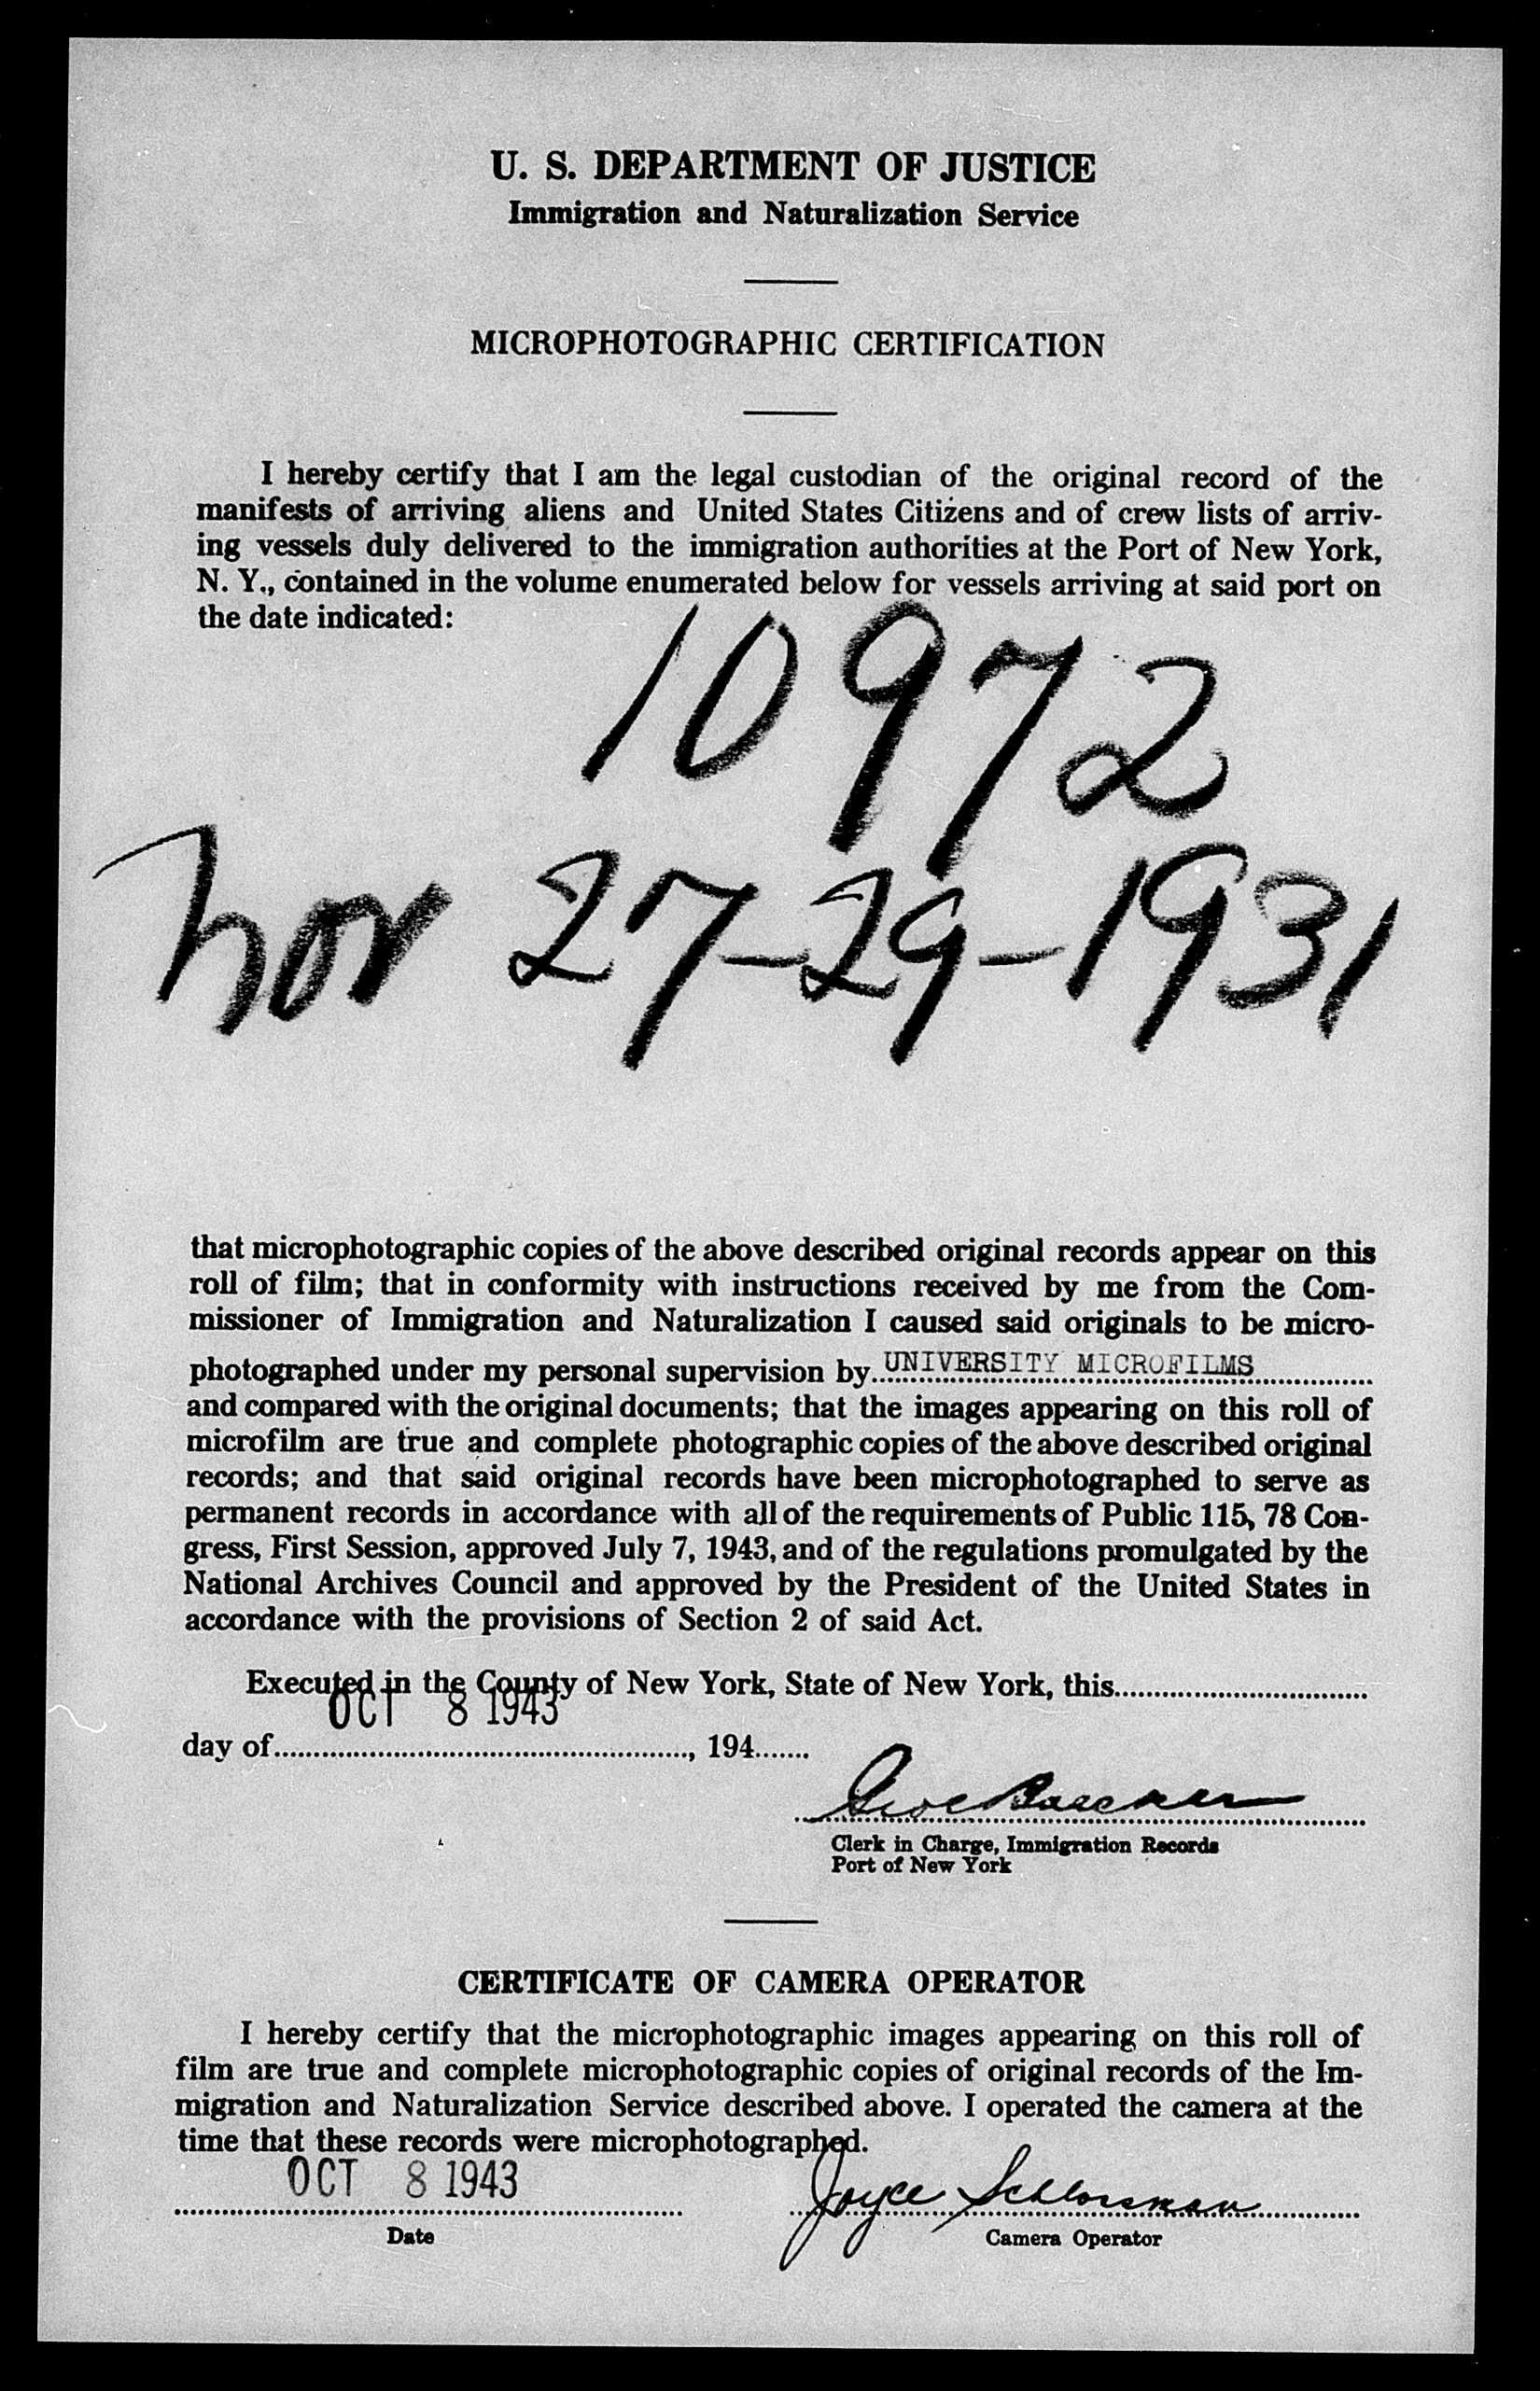 U. S. DEPARTMENT OF JUSTICE
Immigration and Naturalization Service
MICROPHOTOGRAPHIC CERTIFICATION
I hereby certify that I am the legal custodian of the original record of the
manifests of arriving aliens and United States Citizens and of crew lists of arriv-
ing vessels duly delivered to the immigration authorities at the Port of New York,
N. Y., contained in the volume enumerated below for vessels arriving at said port on
the date indicated:
10972
Nov 27-29-1931
that microphotographic copies of the above described original records appear on this
roll of film; that in conformity with instructions received by me from the Com-
missioner of Immigration and Naturalization I caused said originals to be micro-
photographed under my personal supervision by UNIVERSITY MICROFILMS
and compared with the original documents; that the images appearing on this roll of
microfilm are true and complete photographic copies of the above described original
records; and that said original records have been microphotographed to serve as
permanent records in accordance with all of the requirements of Public 115, 78 Con-
gress, First Session, approved July 7, 1943, and of the regulations promulgated by the
National Archives Council and approved by the President of the United States in
accordance with the provisions of Section 2 of said Act.
Executed in the County of New York, State of New York, this
OCT 8 1943
day of , 194
Clerk in Charge, Immigration Records
Port of New York
CERTIFICATE OF CAMERA OPERATOR
I hereby certify that the microphotographic images appearing on this roll of
film are true and complete microphotographic copies of original records of the Im-
migration and Naturalization Service described above. I operated the camera at the
time that these records were microphotographed.
OCT 8 1943 Joyce
Date
Camera Operator